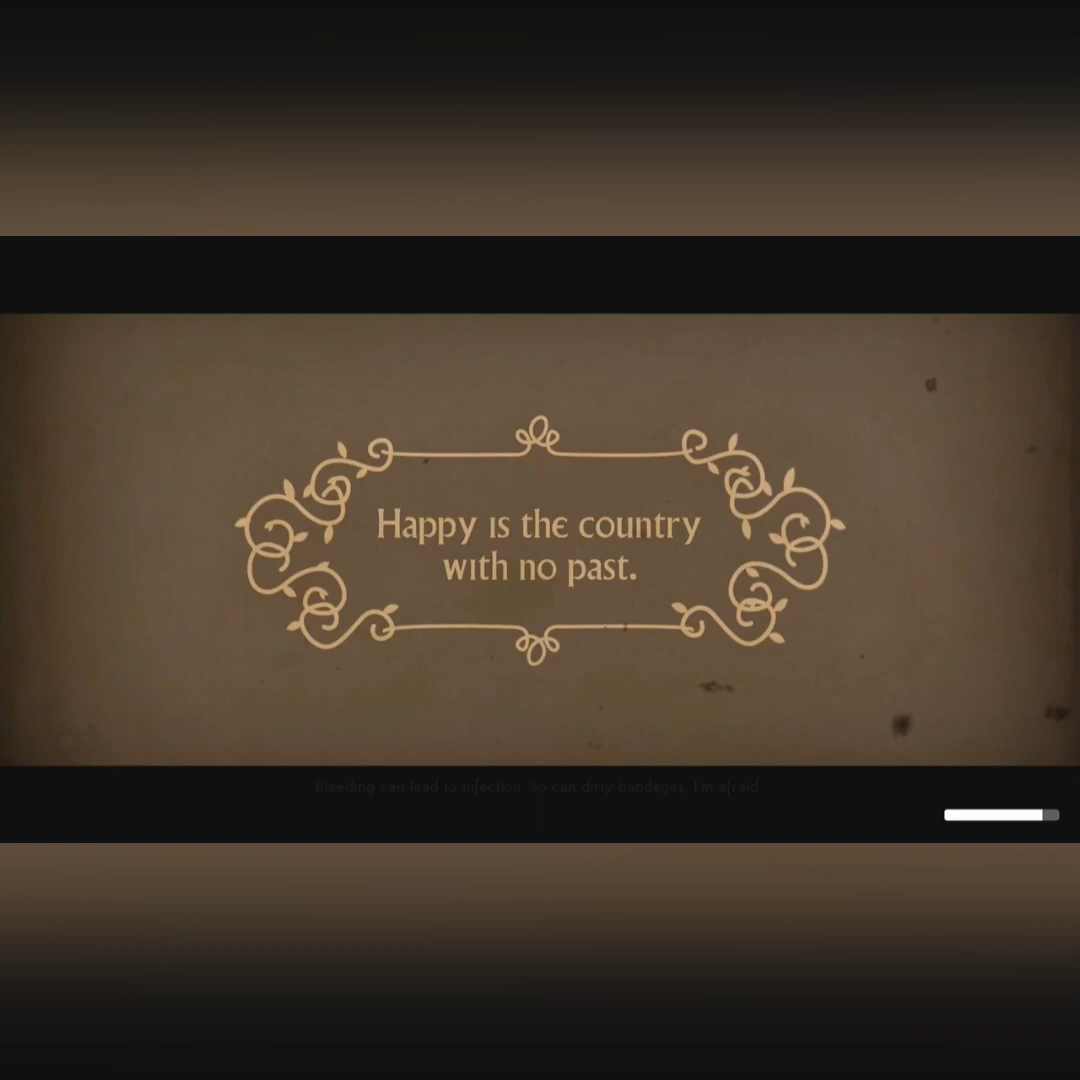 Happy is the country
with no past.
Bleeding can lead to infection. So can dirty bandages, I'm afraid.